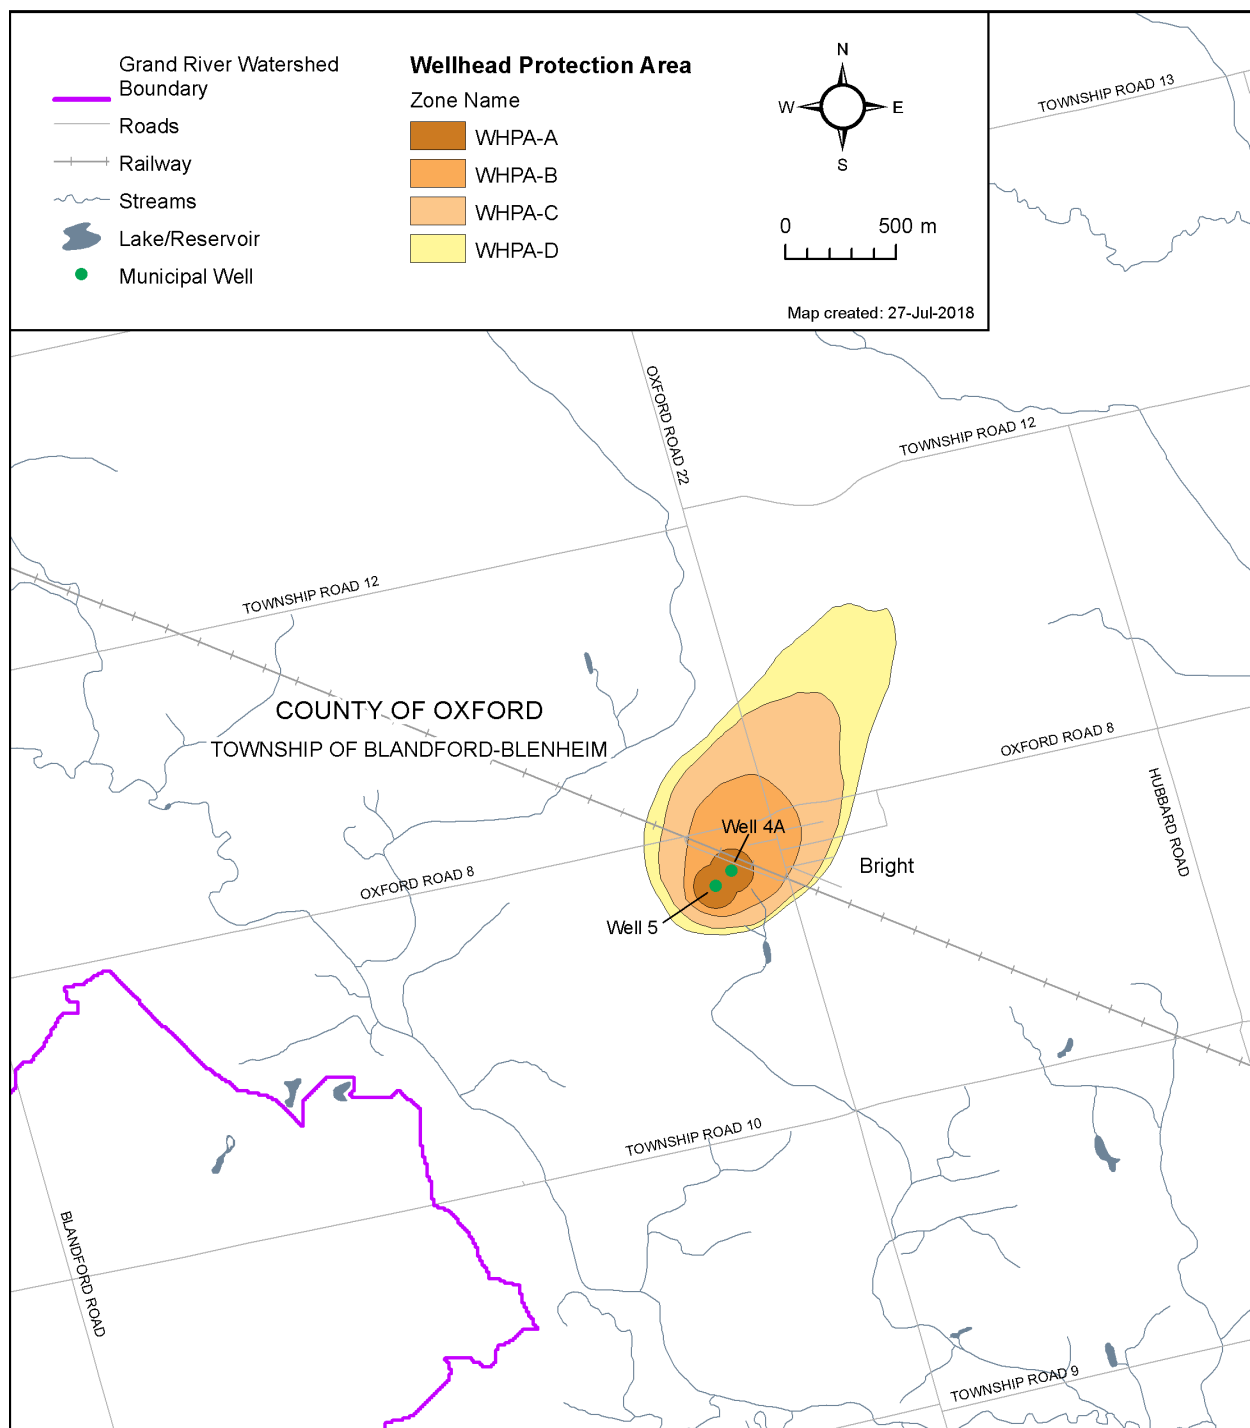 Grand River Watershed
Boundary
Roads
Railway
Streams
Lake/Reservoir
Municipal Well
Wellhead Protection Area
Zone Name
WHPA-A
WHPA-B
WHPA-C
WHPA-D
N
W
E
S
0
500 m
Map created: 27-Jul-2018
TOWNSHIP ROAD 13
OXFORD ROAD 22
TOWNSHIP ROAD 12
TOWNSHIP ROAD 12
COUNTY OF OXFORD
TOWNSHIP OF BLANDFORD-BLENHEIM
OXFORD ROAD 8
HUBBARD ROAD
Well 4A
Bright
OXFORD ROAD 8
Well 5
TOWNSHIP ROAD 10
BLANDFORD ROAD
TOWNSHIP ROAD 9